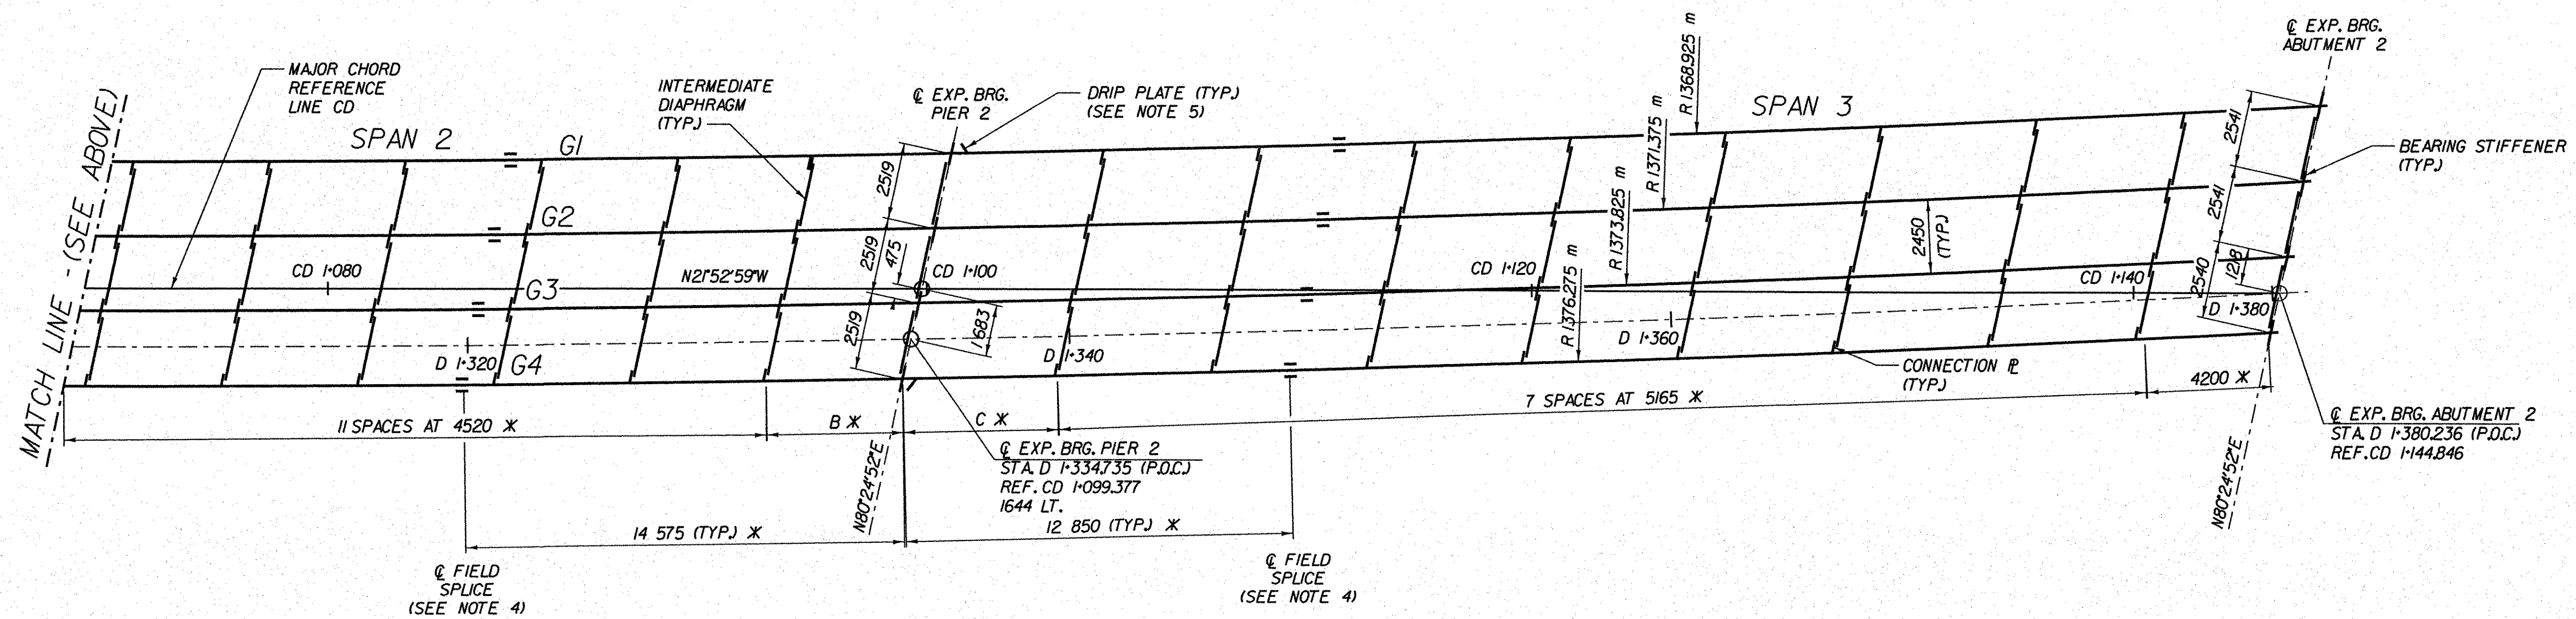 MATCH LINE - (SEE ABOVE)
MAJOR CHORD
REFERENCE
LINE CD
SPAN 2
G1
G2
G3
G4
INTERMEDIATE
DIAPHRAGM
(TYP.)
℄ EXP. BRG.
PIER 2
DRIP PLATE (TYP.)
(SEE NOTE 5)
R 1368.925 m
R 1371.375 m
R 1373.825 m
R 1376.275 m
SPAN 3
℄ EXP. BRG.
ABUTMENT 2
BEARING STIFFENER
(TYP.)
2541
2541
2540
1218
2450
(TYP.)
2519
2519
475
2519
1683
CD 1+080
N21°52'59"W
CD 1+100
CD 1+120
CD 1+140
D 1+320
D 1+340
D 1+360
D 1+380
CONNECTION ℙL
(TYP.)
11 SPACES AT 4520 Ж
B Ж
C Ж
7 SPACES AT 5165 Ж
4200 Ж
℄ EXP. BRG. PIER 2
STA. D 1+334.735 (P.O.C.)
REF. CD 1+099.377
1644 LT.
℄ EXP. BRG. ABUTMENT 2
STA. D 1+380.236 (P.O.C.)
REF. CD 1+144.846
N80°24'52"E
N80°24'52"E
14 575 (TYP.) Ж
12 850 (TYP.) Ж
℄ FIELD
SPLICE
(SEE NOTE 4)
℄ FIELD
SPLICE
(SEE NOTE 4)